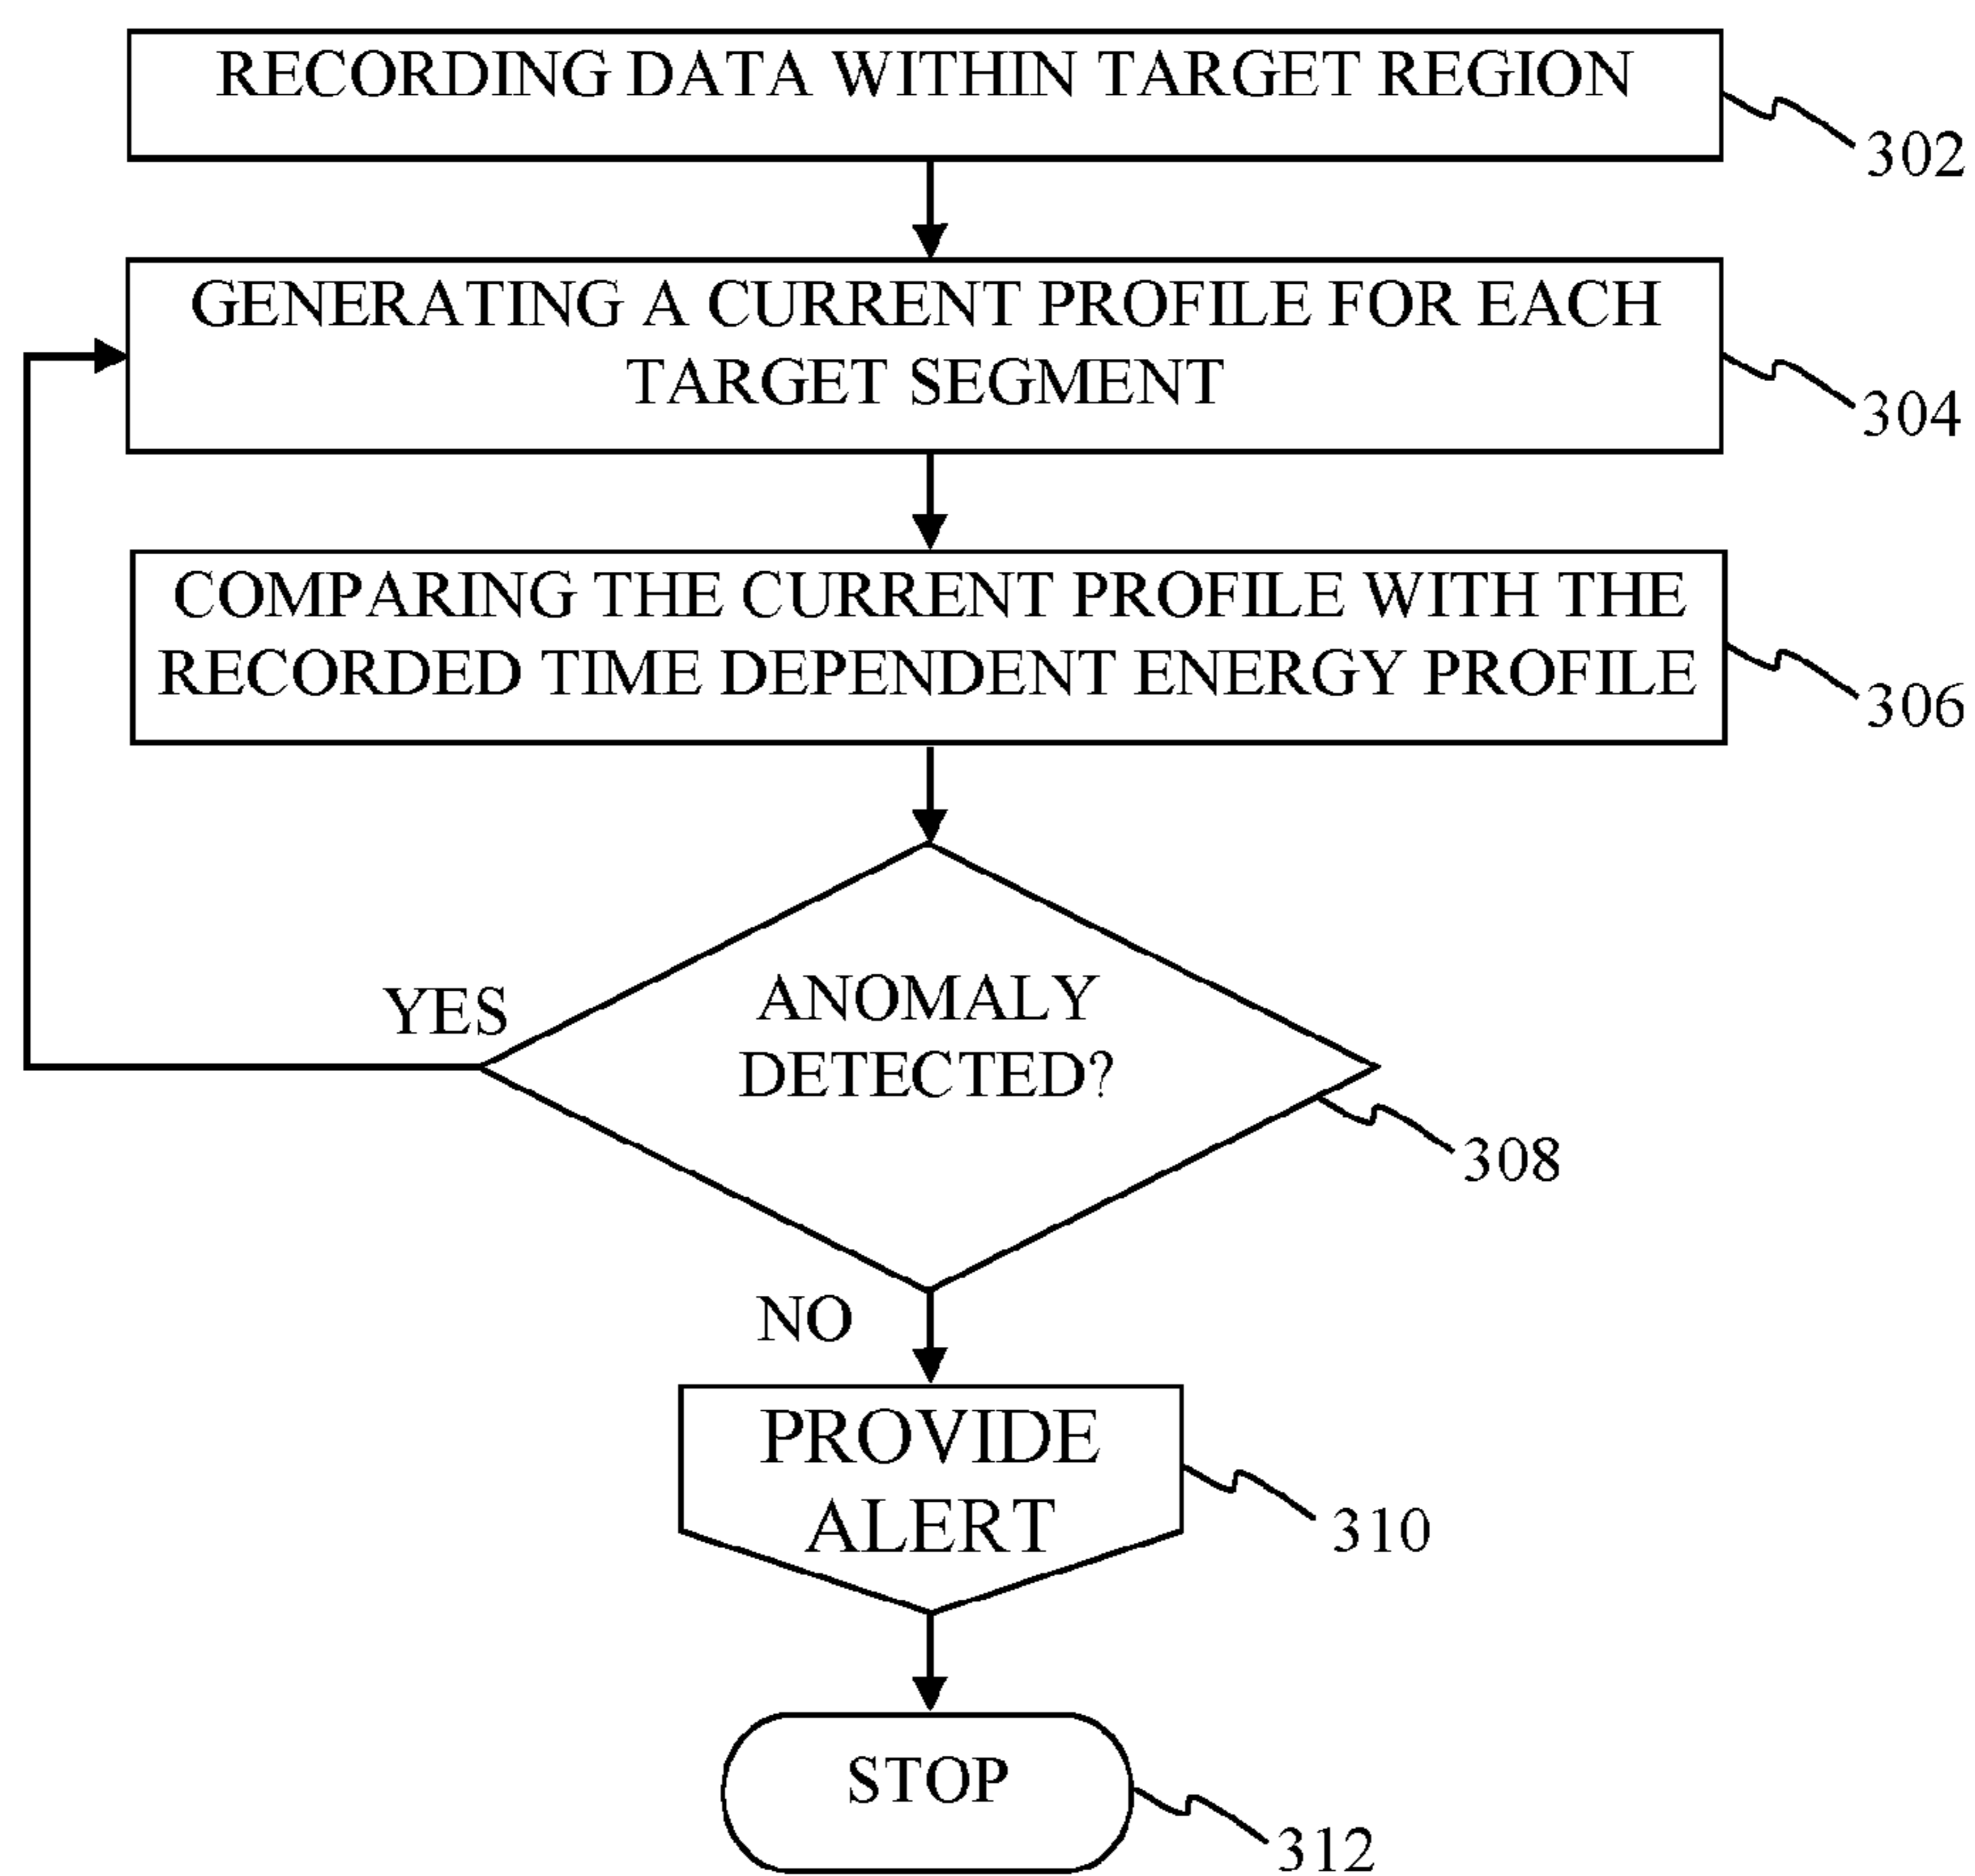 RECORDING DATA WITHIN TARGET REGION
302
GENERATING A CURRENT PROFILE FOR EACH
TARGET SEGMENT
304
COMPARING THE CURRENT PROFILE WITH THE
RECORDED TIME DEPENDENT ENERGY PROFILE
306
YES
ANOMALY
DETECTED?
308
NO
PROVIDE
ALERT
310
STOP
312